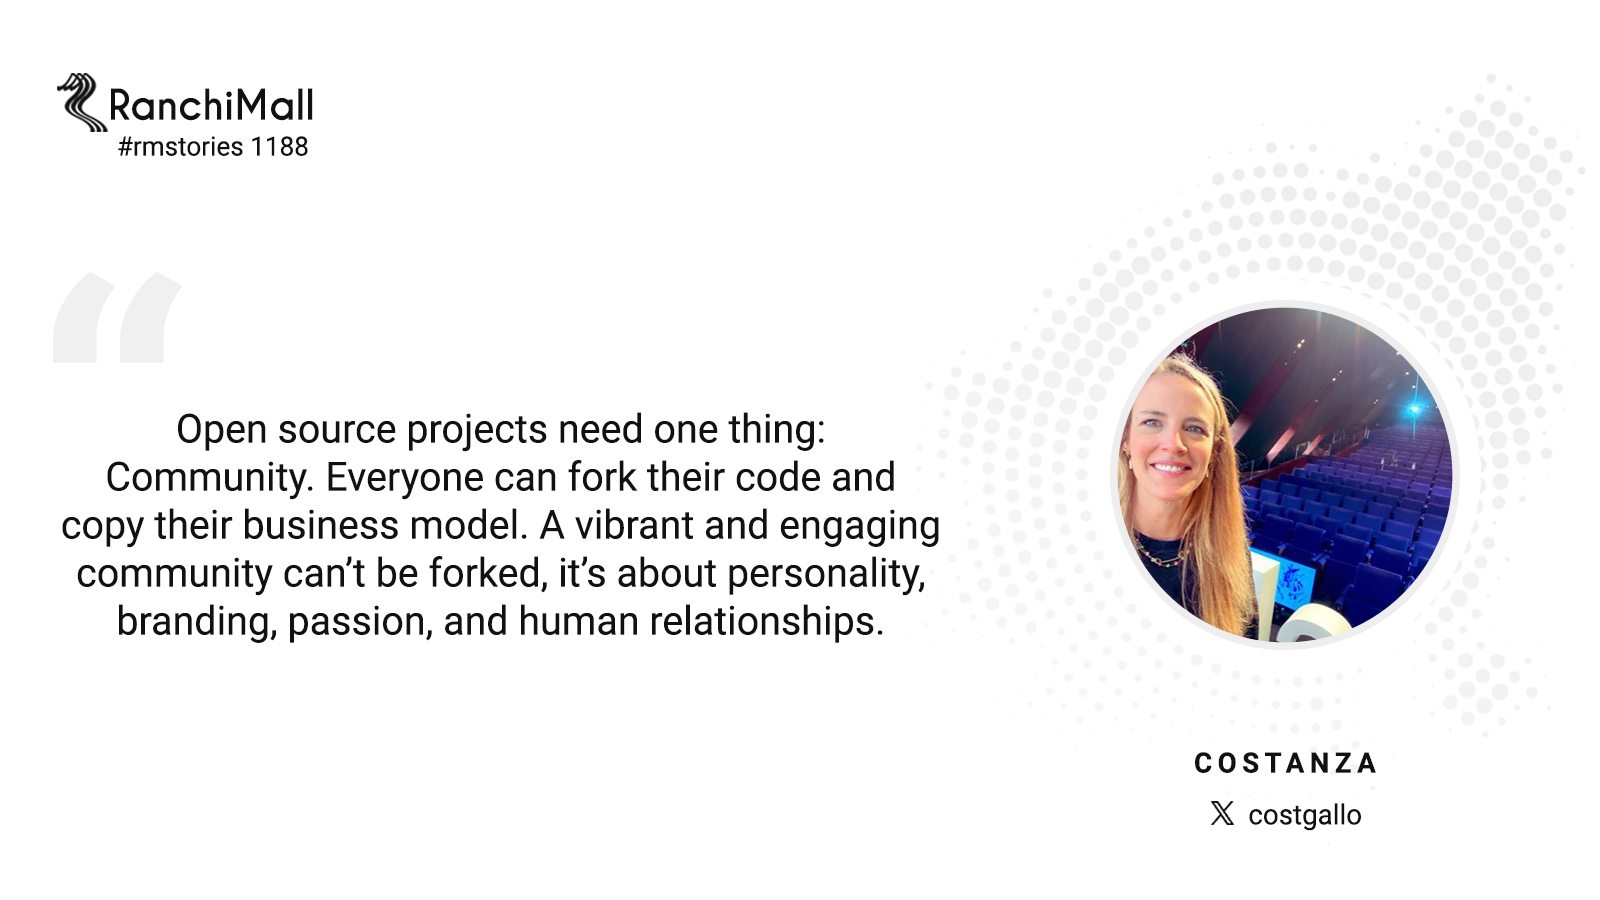 RanchiMall
#rmstories 1188
“
Open source projects need one thing:
Community. Everyone can fork their code and
copy their business model. A vibrant and engaging
community can’t be forked, it’s about personality,
branding, passion, and human relationships.
COSTANZA
X costgallo